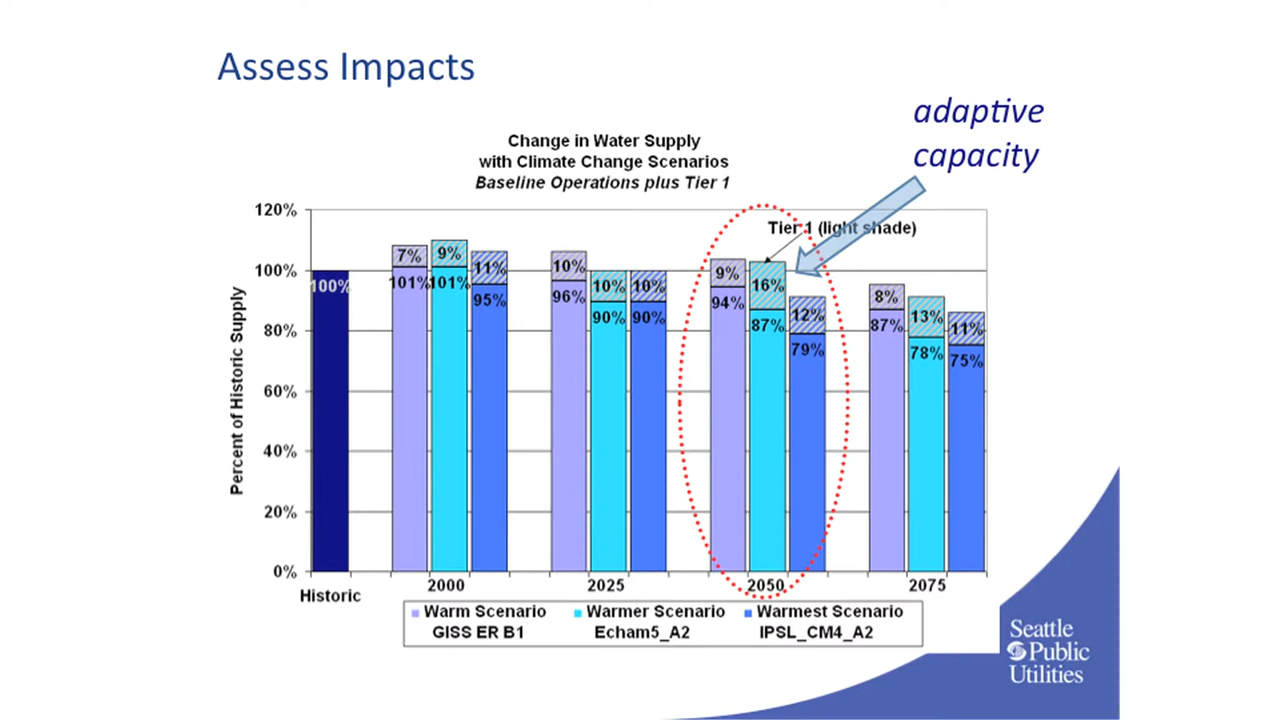 Assess Impacts
adaptive
capacity
Change in Water Supply
with Climate Change Scenarios
Baseline Operations plus Tier 1
Percent of Historic Supply
120%
100%
80%
60%
40%
20%
0%
Tier 1 (light shade)
100%
7%
101%
9%
101%
11%
95%
10%
96%
10%
90%
10%
90%
9%
94%
16%
87%
12%
79%
8%
87%
13%
78%
11%
75%
Historic
2000
2025
2050
2075
Warm Scenario
GISS ER B1
Warmer Scenario
Echam5_A2
Warmest Scenario
IPSL_CM4_A2
Seattle
Public
Utilities